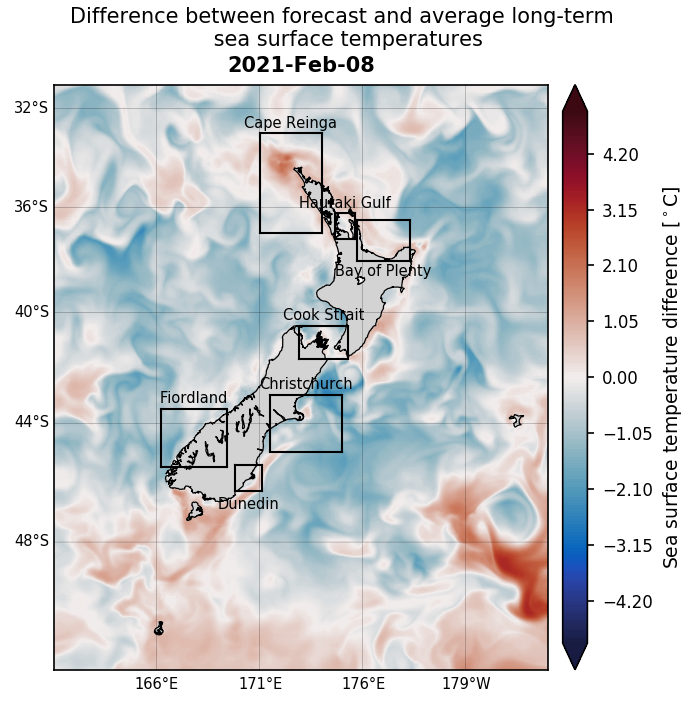 Difference between forecast and average long-term
sea surface temperatures
2021-Feb-08
32°S
36°S
40°S
44°S
48°S
166°E
171°E
176°E
179°W
Cape Reinga
Hauraki Gulf
Bay of Plenty
Cook Strait
Christchurch
Fiordland
Dunedin
4.20
3.15
2.10
1.05
0.00
−1.05
−2.10
−3.15
−4.20
Sea surface temperature difference [ °C]